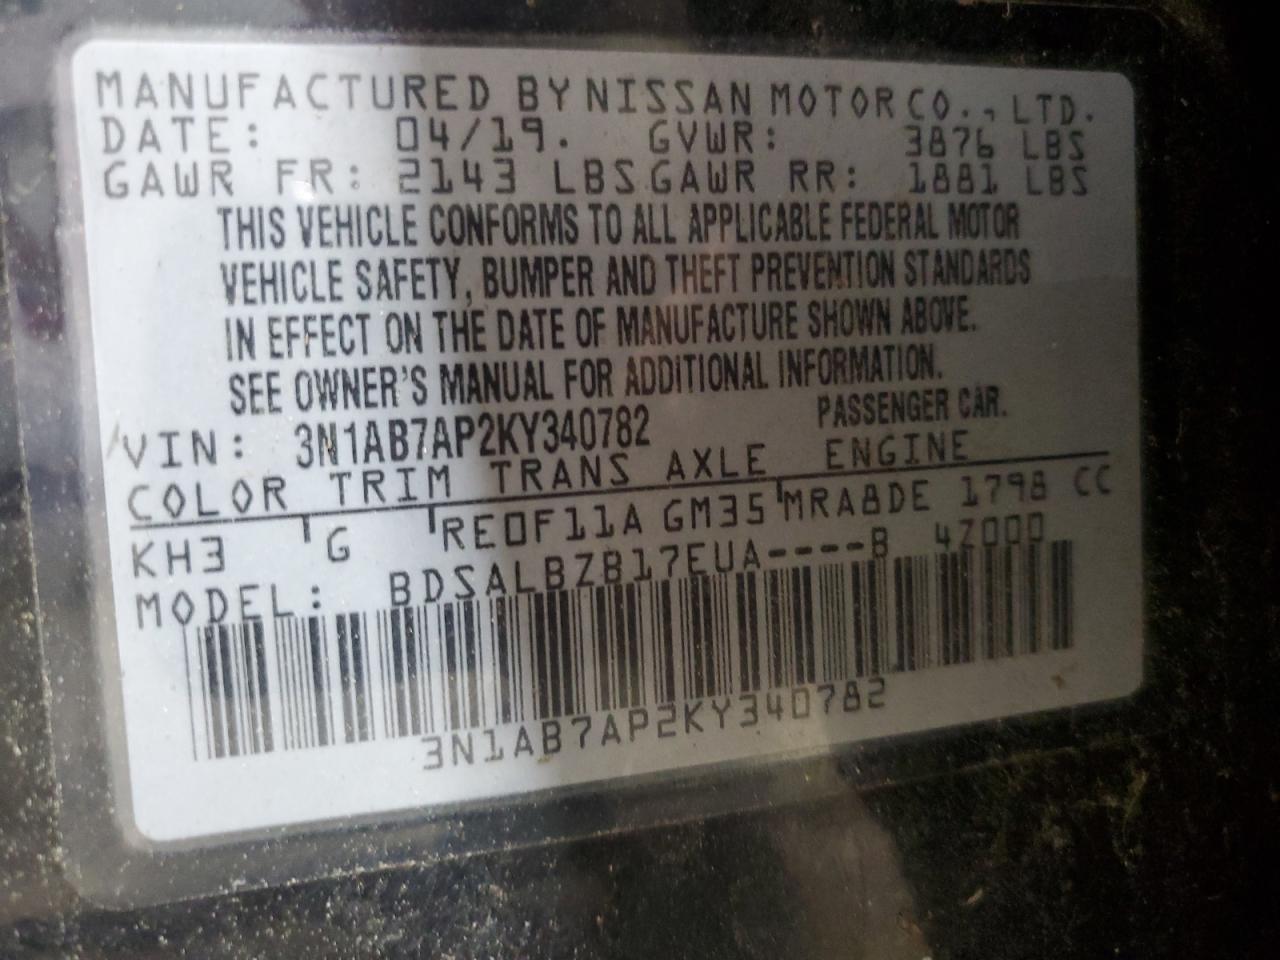 MANUFACTURED BY NISSAN MOTOR CO., LTD.
DATE: 04/19. GVWR: 3876 LBS
GAWR FR: 2143 LBS GAWR RR: 1881 LBS
THIS VEHICLE CONFORMS TO ALL APPLICABLE FEDERAL MOTOR
VEHICLE SAFETY, BUMPER AND THEFT PREVENTION STANDARDS
IN EFFECT ON THE DATE OF MANUFACTURE SHOWN ABOVE.
SEE OWNER'S MANUAL FOR ADDITIONAL INFORMATION.
VIN: 3N1AB7AP2KY340782 PASSENGER CAR.
COLOR TRIM TRANS AXLE ENGINE
KH3 G RE0F11A GM35 MRA8DE 1798 CC
MODEL: BDSALBZB17EUA----B 4Z000
3N1AB7AP2KY340782